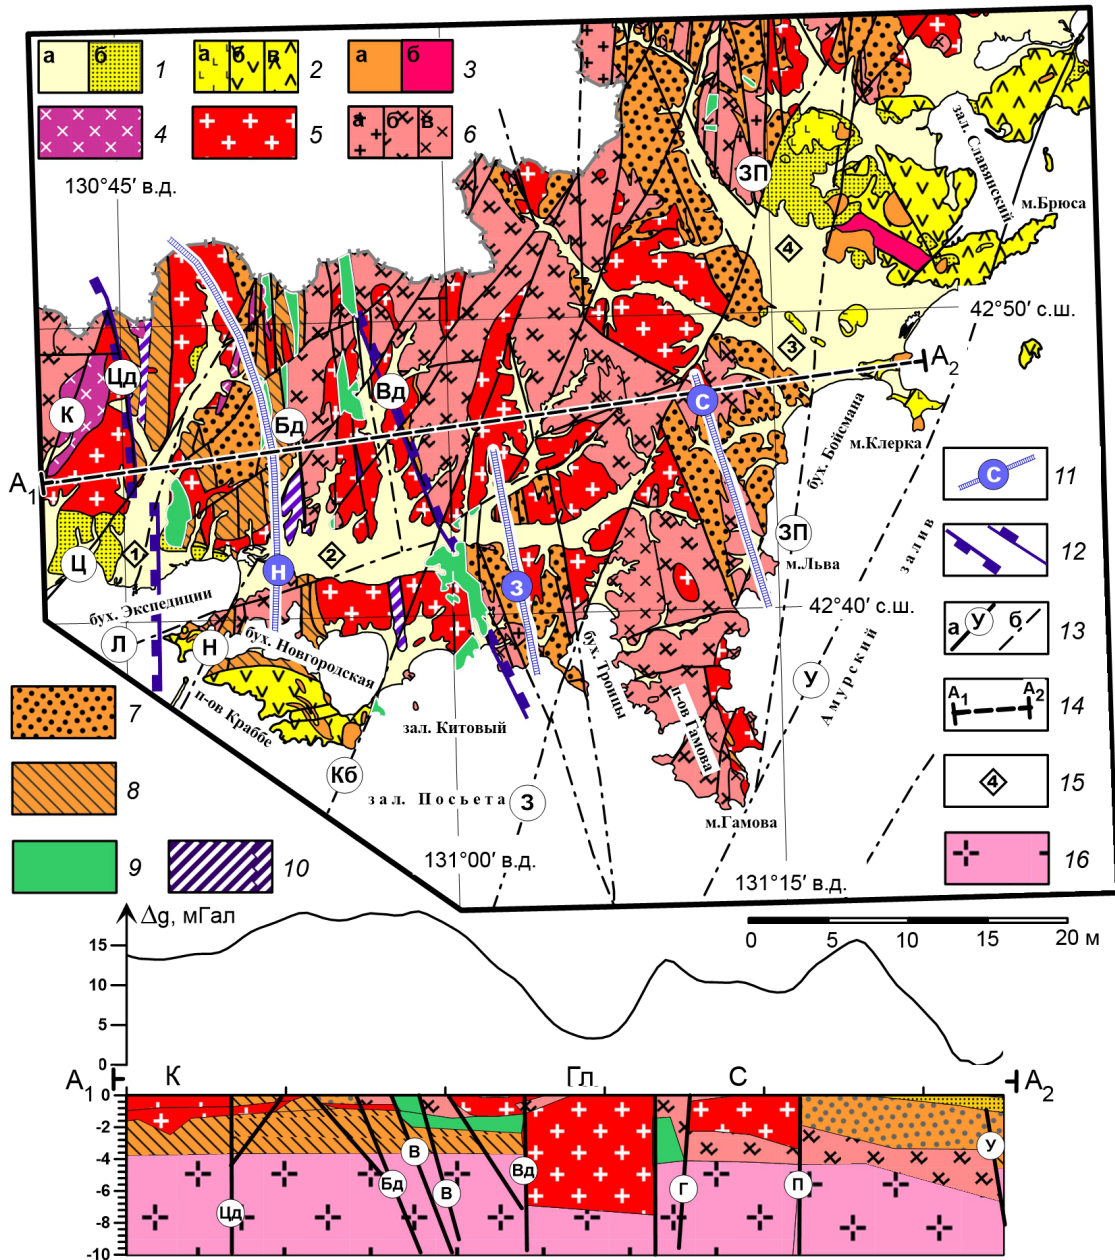 а б 1
а б в 2
а б 3
4
5
а б в 6
130°45′ в.д.
ЗП
зал. Славянский
м.Брюса
4
42°50′ с.ш.
3
A₂
Цд
К
Вд
Бд
С
A₁
бух. Бойсмана
м.Клерка
С 11
Ц
1
2
Н
З
ЗП
м.Льва
Амурский залив
12
бух. Экспедиции
42°40′ с.ш.
Л
Н
бух. Новгородская
бух. Троицы
а У б 13
У
7
п-ов Краббе
зал. Китовый
п-ов Гамова
A₁ A₂ 14
8
Кб
зал. Посьета
З
4 15
м.Гамова
9
10
131°00′ в.д.
131°15′ в.д.
16
Δg, мГал
15
10
5
0
0 5 10 15 20 м
A₁ К Гл. С A₂
0
-2
-4
-6
-8
-10
Цд
Бд
В
В
Вд
Г
П
У